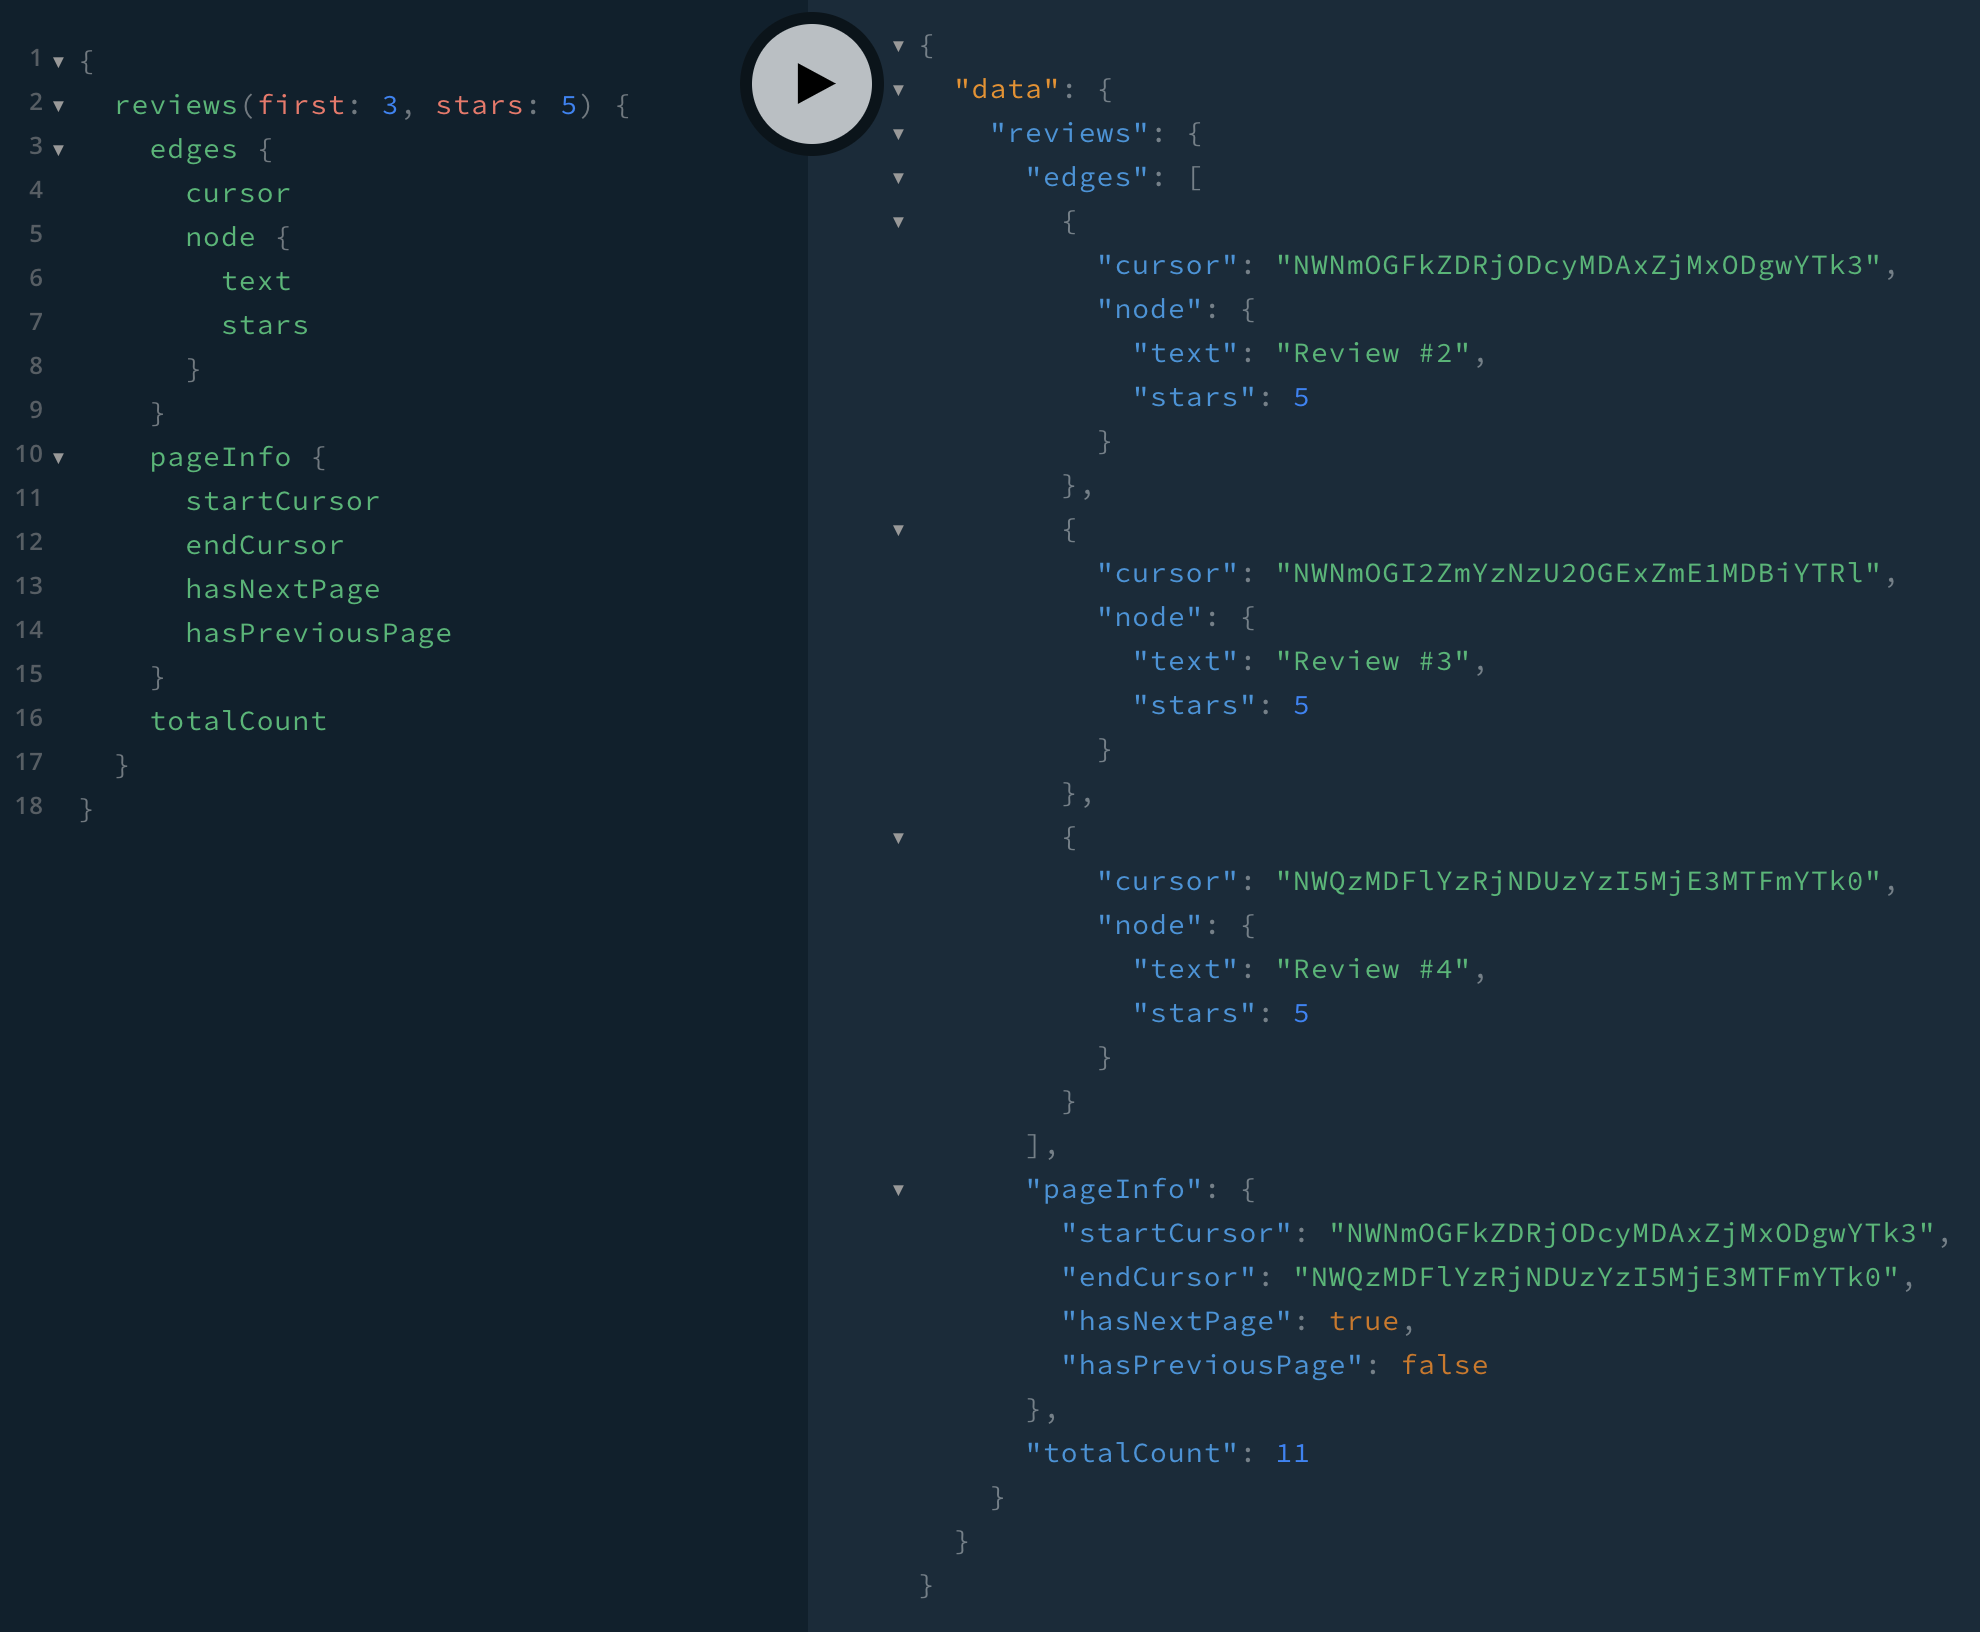 1 {
2 reviews(first: 3, stars: 5) {
3 edges {
4 cursor
5 node {
6 text
7 stars
8 }
9 }
10 pageInfo {
11 startCursor
12 endCursor
13 hasNextPage
14 hasPreviousPage
15 }
16 totalCount
17 }
18 }
{
"data": {
"reviews": {
"edges": [
{
"cursor": "NWNmOGFkZDRjODcyMDAxZjMxODgwYTk3",
"node": {
"text": "Review #2",
"stars": 5
}
},
{
"cursor": "NWNmOGI2ZmYzNzU2OGExZmE1MDBiYTRl",
"node": {
"text": "Review #3",
"stars": 5
}
},
{
"cursor": "NWQzMDFlYzRjNDUzYzI5MjE3MTFmYTk0",
"node": {
"text": "Review #4",
"stars": 5
}
}
],
"pageInfo": {
"startCursor": "NWNmOGFkZDRjODcyMDAxZjMxODgwYTk3",
"endCursor": "NWQzMDFlYzRjNDUzYzI5MjE3MTFmYTk0",
"hasNextPage": true,
"hasPreviousPage": false
},
"totalCount": 11
}
}
}